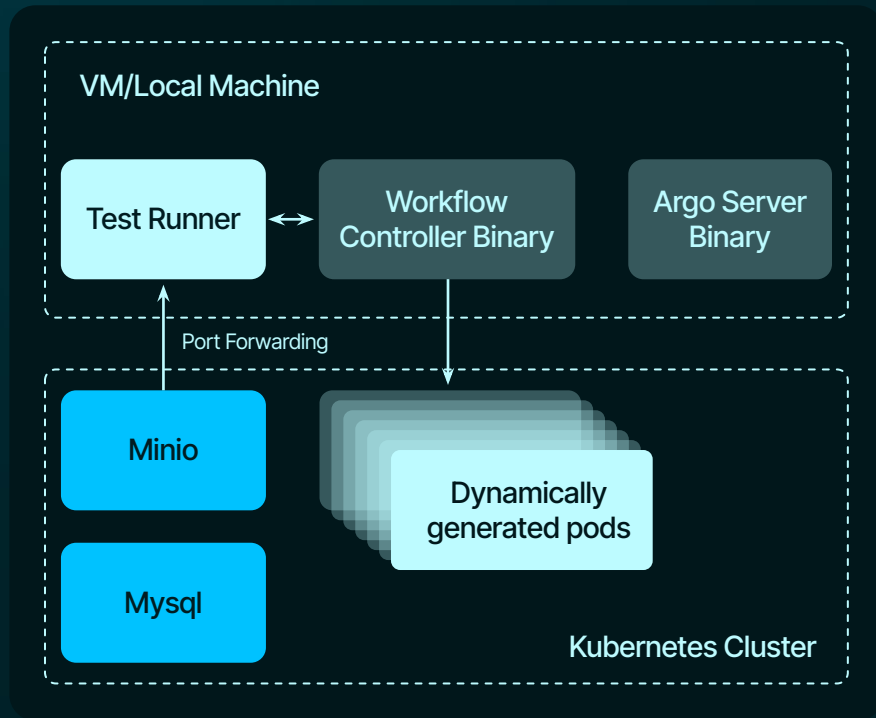 VM/Local Machine
Test Runner
Workflow
Controller Binary
Argo Server
Binary
Port Forwarding
Minio
Dynamically
generated pods
Mysql
Kubernetes Cluster